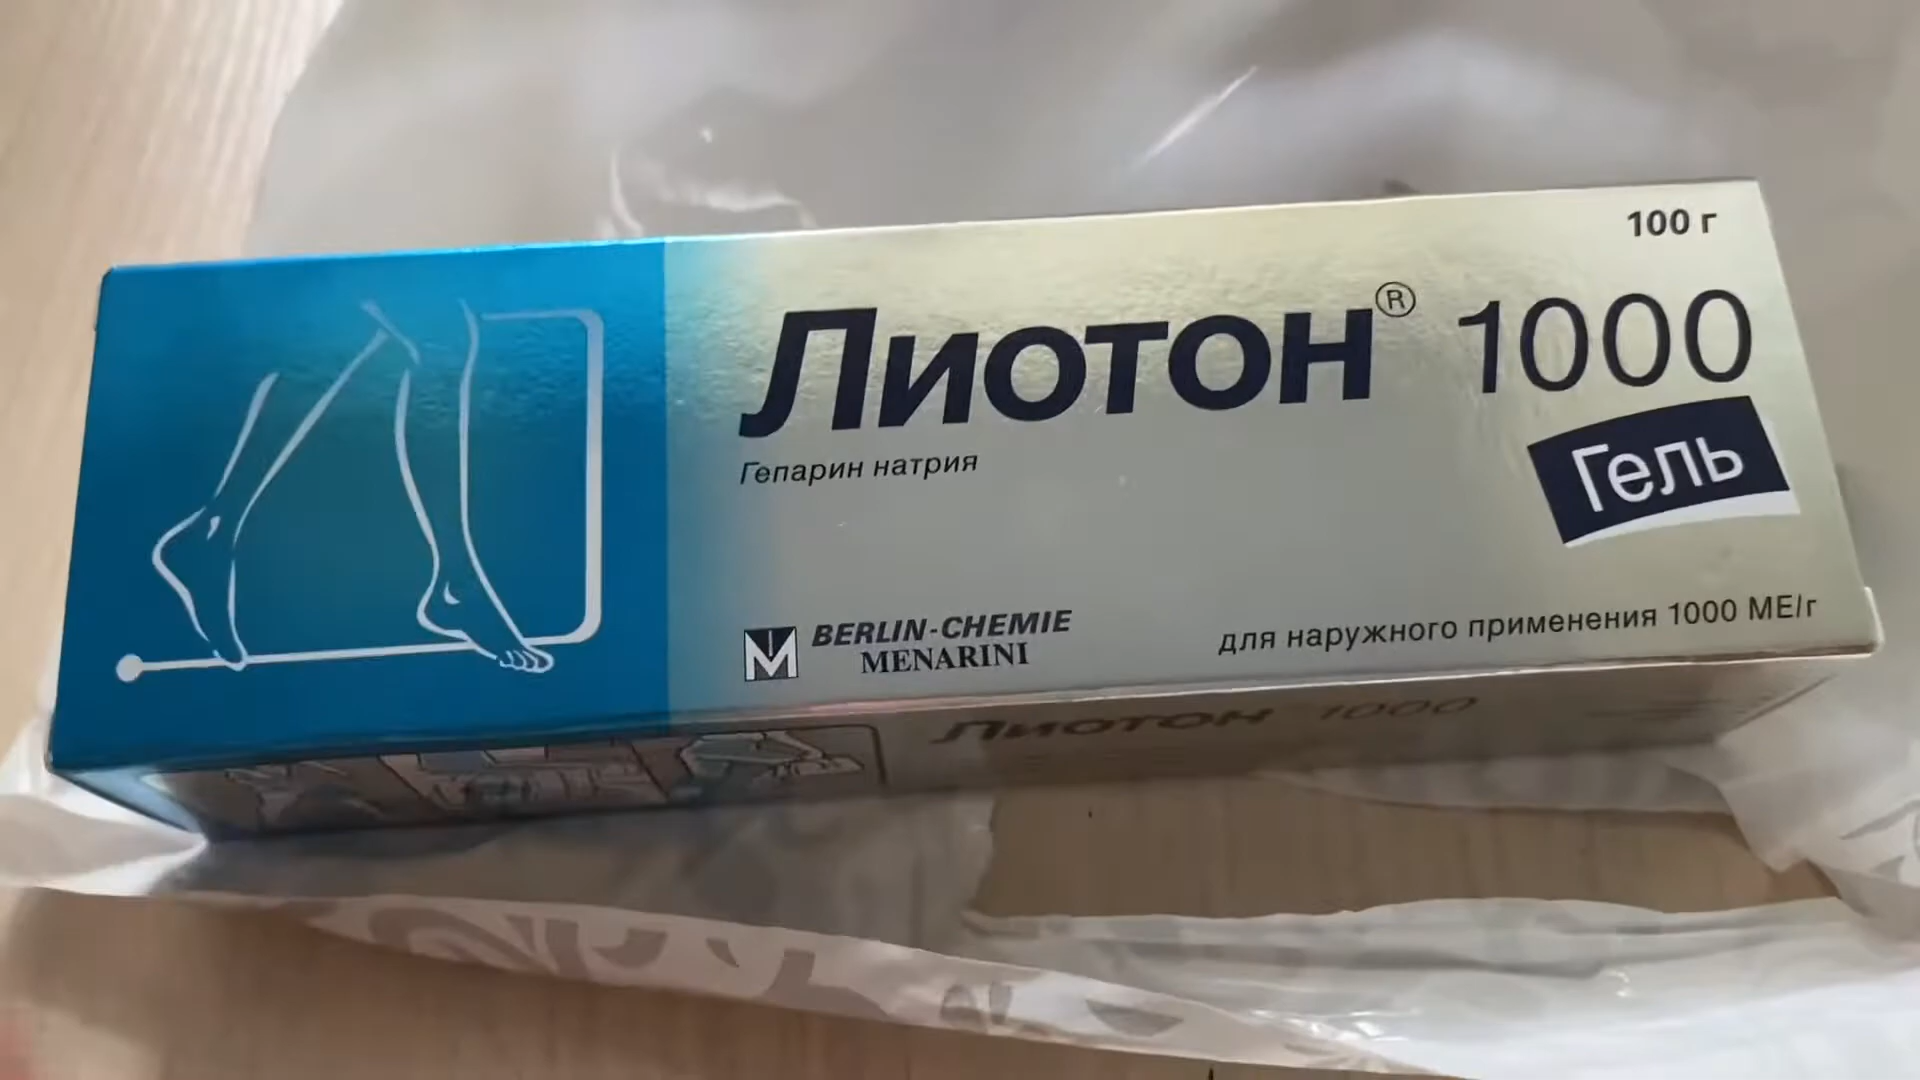 100 г
Лиотон® 1000
Гель
Гепарин натрия
BERLIN-CHEMIE
MENARINI
для наружного применения 1000 МЕ/г
Лиотон 1000